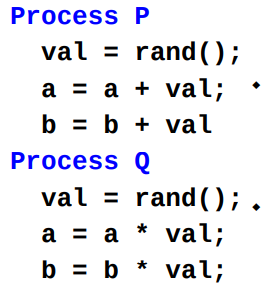 Process P
val = rand();
a = a + val;
b = b + val
Process Q
val = rand();
a = a * val;
b = b * val;